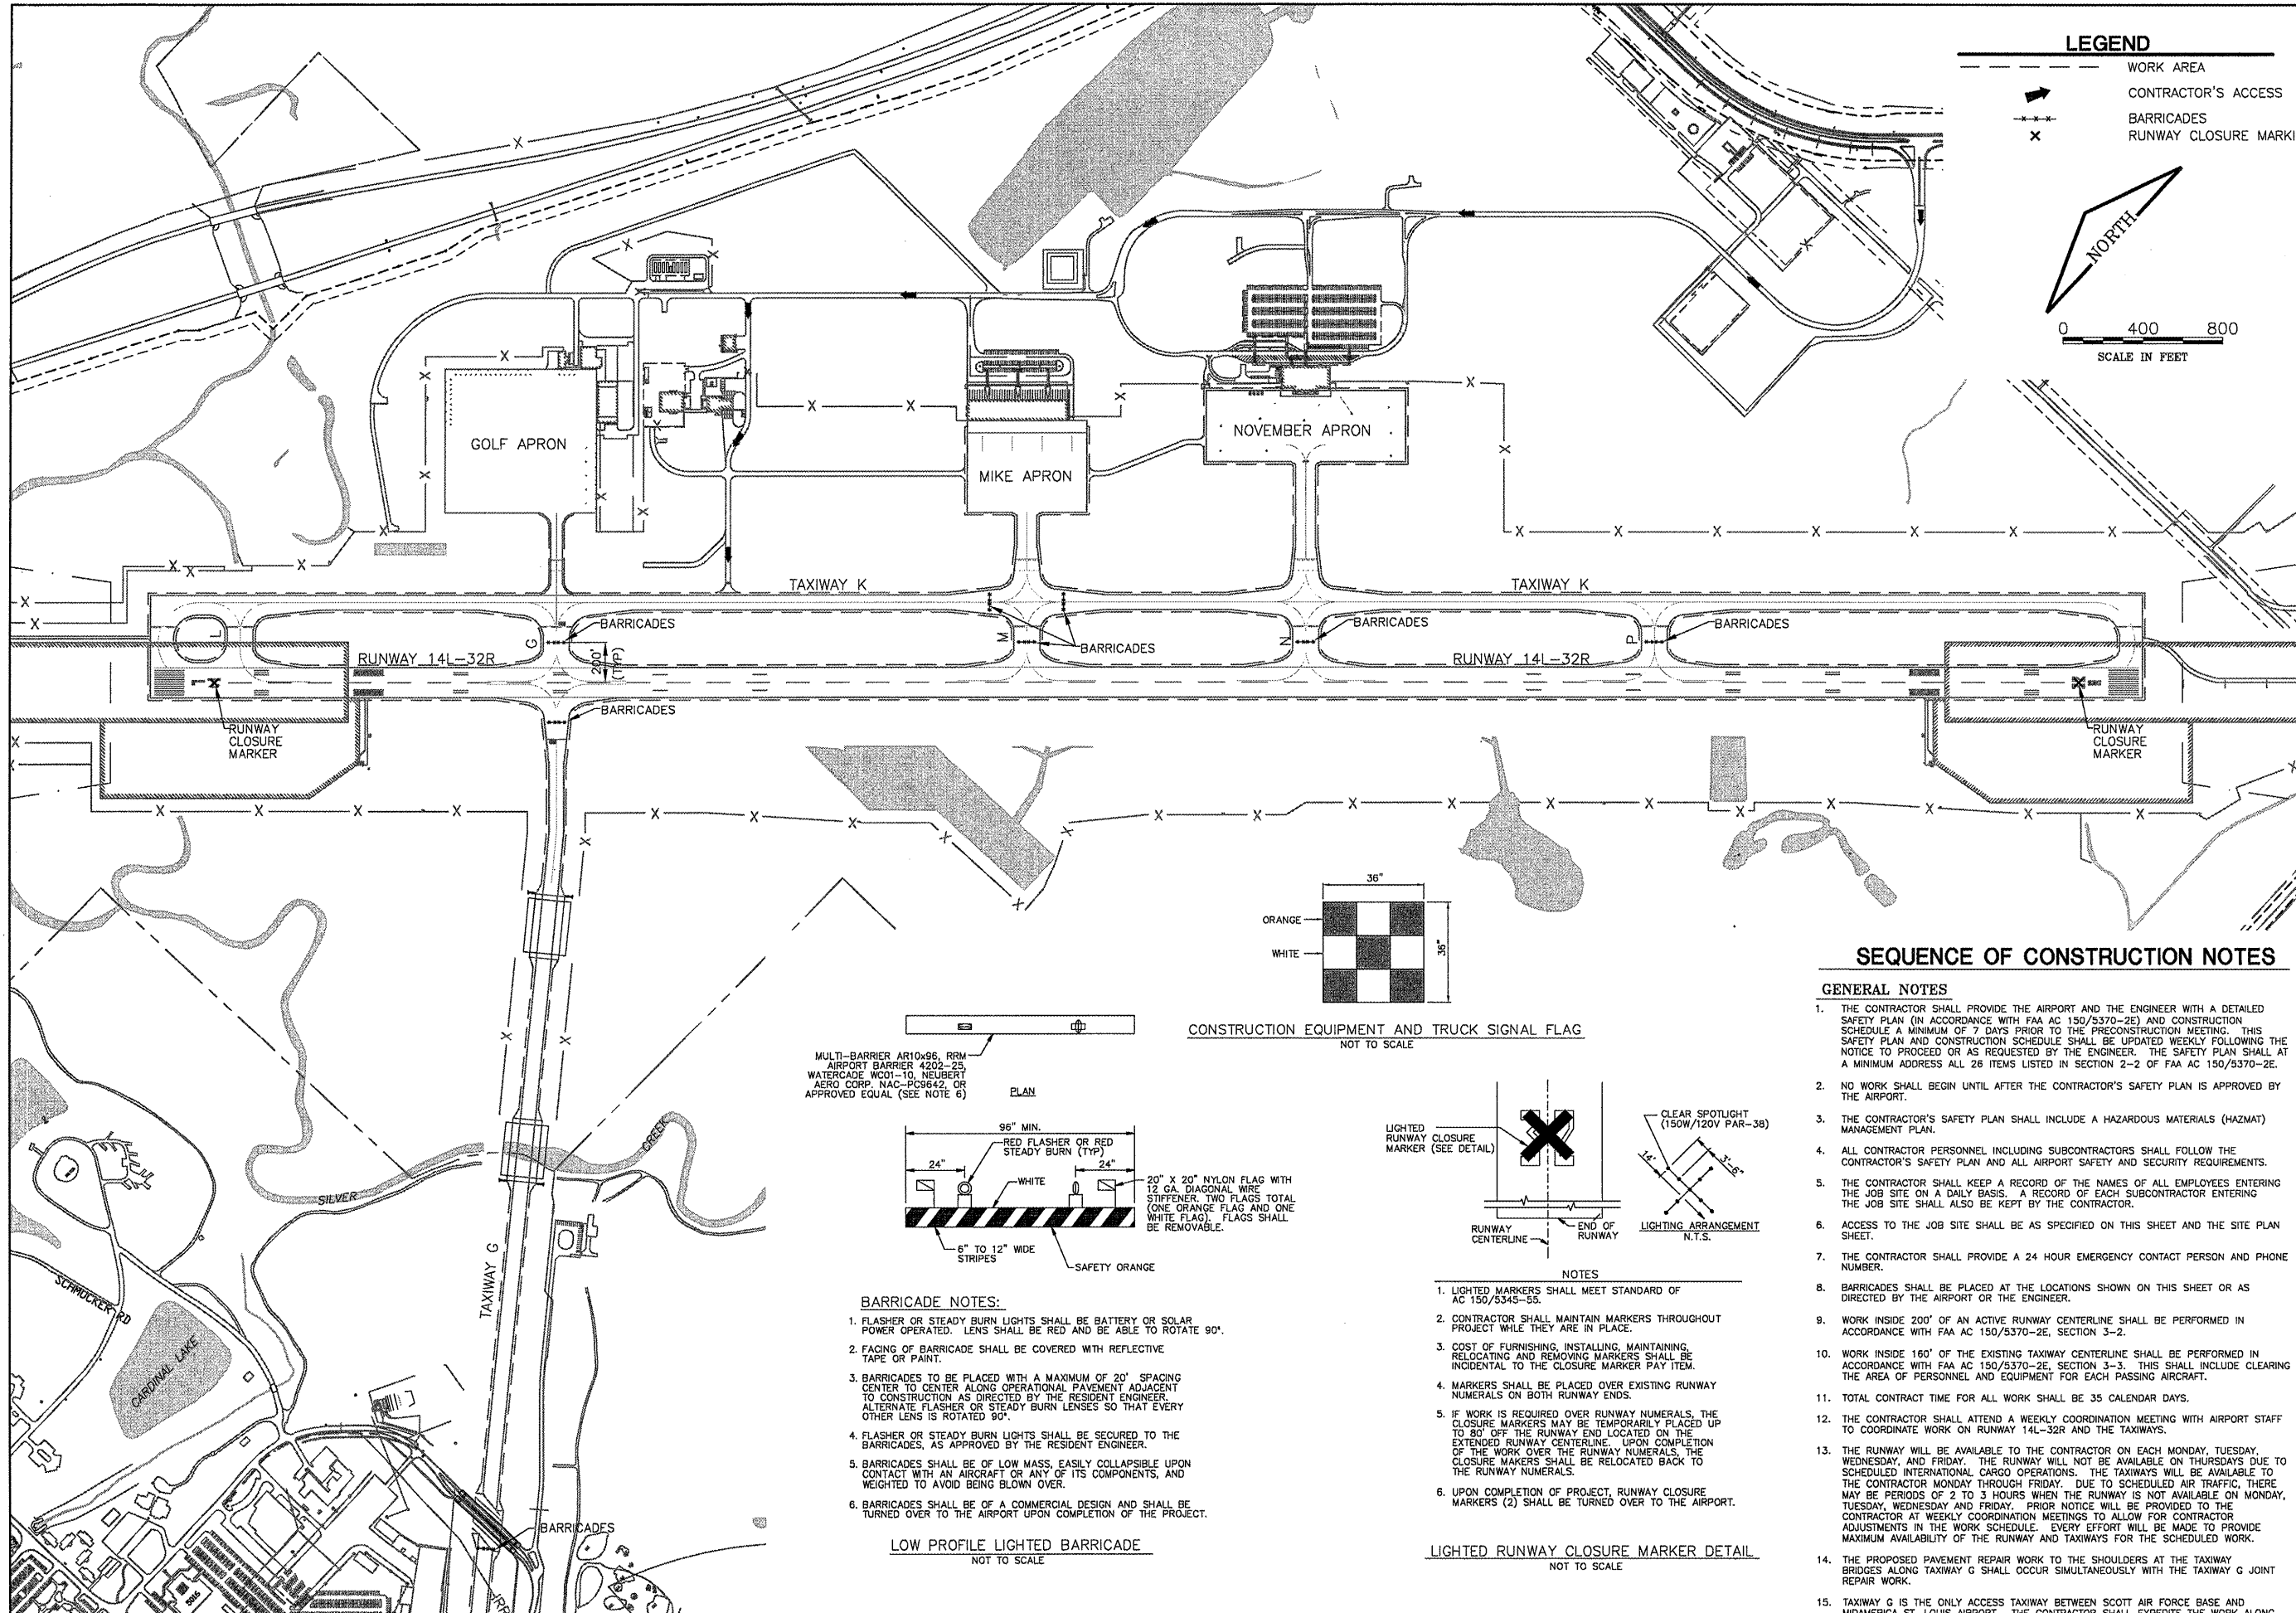 LEGEND
WORK AREA
CONTRACTOR'S ACCESS
BARRICADES
RUNWAY CLOSURE MARKI
NORTH
0 400 800
SCALE IN FEET
GOLF APRON
MIKE APRON
NOVEMBER APRON
TAXIWAY K
TAXIWAY K
L
G
BARRICADES
M
BARRICADES
N
BARRICADES
P
BARRICADES
200'
(TYP)
RUNWAY 14L-32R
RUNWAY 14L-32R
BARRICADES
RUNWAY
CLOSURE
MARKER
RUNWAY
CLOSURE
MARKER
SILVER
CREEK
TAXIWAY G
SCHMUCKER RD
CARDINAL LAKE
BARRICADES
5016
36"
36"
ORANGE
WHITE
CONSTRUCTION EQUIPMENT AND TRUCK SIGNAL FLAG
NOT TO SCALE
MULTI-BARRIER AR10x96, RRM
AIRPORT BARRIER 4202-25,
WATERCADE WC01-10, NEUBERT
AERO CORP. NAC-PC9642, OR
APPROVED EQUAL (SEE NOTE 6)
PLAN
96" MIN.
RED FLASHER OR RED
STEADY BURN (TYP)
24"
24"
WHITE
20" X 20" NYLON FLAG WITH
12 GA. DIAGONAL WIRE
STIFFENER. TWO FLAGS TOTAL
(ONE ORANGE FLAG AND ONE
WHITE FLAG). FLAGS SHALL
BE REMOVABLE.
6" TO 12" WIDE
STRIPES
SAFETY ORANGE
BARRICADE NOTES:
1. FLASHER OR STEADY BURN LIGHTS SHALL BE BATTERY OR SOLAR
POWER OPERATED. LENS SHALL BE RED AND BE ABLE TO ROTATE 90°.
2. FACING OF BARRICADE SHALL BE COVERED WITH REFLECTIVE
TAPE OR PAINT.
3. BARRICADES TO BE PLACED WITH A MAXIMUM OF 20' SPACING
CENTER TO CENTER ALONG OPERATIONAL PAVEMENT ADJACENT
TO CONSTRUCTION AS DIRECTED BY THE RESIDENT ENGINEER.
ALTERNATE FLASHER OR STEADY BURN LENSES SO THAT EVERY
OTHER LENS IS ROTATED 90°.
4. FLASHER OR STEADY BURN LIGHTS SHALL BE SECURED TO THE
BARRICADES, AS APPROVED BY THE RESIDENT ENGINEER.
5. BARRICADES SHALL BE OF LOW MASS, EASILY COLLAPSIBLE UPON
CONTACT WITH AN AIRCRAFT OR ANY OF ITS COMPONENTS, AND
WEIGHTED TO AVOID BEING BLOWN OVER.
6. BARRICADES SHALL BE OF A COMMERCIAL DESIGN AND SHALL BE
TURNED OVER TO THE AIRPORT UPON COMPLETION OF THE PROJECT.
LOW PROFILE LIGHTED BARRICADE
NOT TO SCALE
LIGHTED
RUNWAY CLOSURE
MARKER (SEE DETAIL)
CLEAR SPOTLIGHT
(150W/120V PAR-38)
14'
3'-6"
RUNWAY
CENTERLINE
END OF
RUNWAY
LIGHTING ARRANGEMENT
N.T.S.
NOTES
1. LIGHTED MARKERS SHALL MEET STANDARD OF
AC 150/5345-55.
2. CONTRACTOR SHALL MAINTAIN MARKERS THROUGHOUT
PROJECT WHILE THEY ARE IN PLACE.
3. COST OF FURNISHING, INSTALLING, MAINTAINING,
RELOCATING AND REMOVING MARKERS SHALL BE
INCIDENTAL TO THE CLOSURE MARKER PAY ITEM.
4. MARKERS SHALL BE PLACED OVER EXISTING RUNWAY
NUMERALS ON BOTH RUNWAY ENDS.
5. IF WORK IS REQUIRED OVER RUNWAY NUMERALS, THE
CLOSURE MARKERS MAY BE TEMPORARILY PLACED UP
TO 80' OFF THE RUNWAY END LOCATED ON THE
EXTENDED RUNWAY CENTERLINE. UPON COMPLETION
OF THE WORK OVER THE RUNWAY NUMERALS, THE
CLOSURE MAKERS SHALL BE RELOCATED BACK TO
THE RUNWAY NUMERALS.
6. UPON COMPLETION OF PROJECT, RUNWAY CLOSURE
MARKERS (2) SHALL BE TURNED OVER TO THE AIRPORT.
LIGHTED RUNWAY CLOSURE MARKER DETAIL
NOT TO SCALE
SEQUENCE OF CONSTRUCTION NOTES
GENERAL NOTES
1. THE CONTRACTOR SHALL PROVIDE THE AIRPORT AND THE ENGINEER WITH A DETAILED
SAFETY PLAN (IN ACCORDANCE WITH FAA AC 150/5370-2E) AND CONSTRUCTION
SCHEDULE A MINIMUM OF 7 DAYS PRIOR TO THE PRECONSTRUCTION MEETING. THIS
SAFETY PLAN AND CONSTRUCTION SCHEDULE SHALL BE UPDATED WEEKLY FOLLOWING THE
NOTICE TO PROCEED OR AS REQUESTED BY THE ENGINEER. THE SAFETY PLAN SHALL AT
A MINIMUM ADDRESS ALL 26 ITEMS LISTED IN SECTION 2-2 OF FAA AC 150/5370-2E.
2. NO WORK SHALL BEGIN UNTIL AFTER THE CONTRACTOR'S SAFETY PLAN IS APPROVED BY
THE AIRPORT.
3. THE CONTRACTOR'S SAFETY PLAN SHALL INCLUDE A HAZARDOUS MATERIALS (HAZMAT)
MANAGEMENT PLAN.
4. ALL CONTRACTOR PERSONNEL INCLUDING SUBCONTRACTORS SHALL FOLLOW THE
CONTRACTOR'S SAFETY PLAN AND ALL AIRPORT SAFETY AND SECURITY REQUIREMENTS.
5. THE CONTRACTOR SHALL KEEP A RECORD OF THE NAMES OF ALL EMPLOYEES ENTERING
THE JOB SITE ON A DAILY BASIS. A RECORD OF EACH SUBCONTRACTOR ENTERING
THE JOB SITE SHALL ALSO BE KEPT BY THE CONTRACTOR.
6. ACCESS TO THE JOB SITE SHALL BE AS SPECIFIED ON THIS SHEET AND THE SITE PLAN
SHEET.
7. THE CONTRACTOR SHALL PROVIDE A 24 HOUR EMERGENCY CONTACT PERSON AND PHONE
NUMBER.
8. BARRICADES SHALL BE PLACED AT THE LOCATIONS SHOWN ON THIS SHEET OR AS
DIRECTED BY THE AIRPORT OR THE ENGINEER.
9. WORK INSIDE 200' OF AN ACTIVE RUNWAY CENTERLINE SHALL BE PERFORMED IN
ACCORDANCE WITH FAA AC 150/5370-2E, SECTION 3-2.
10. WORK INSIDE 160' OF THE EXISTING TAXIWAY CENTERLINE SHALL BE PERFORMED IN
ACCORDANCE WITH FAA AC 150/5370-2E, SECTION 3-3. THIS SHALL INCLUDE CLEARING
THE AREA OF PERSONNEL AND EQUIPMENT FOR EACH PASSING AIRCRAFT.
11. TOTAL CONTRACT TIME FOR ALL WORK SHALL BE 35 CALENDAR DAYS.
12. THE CONTRACTOR SHALL ATTEND A WEEKLY COORDINATION MEETING WITH AIRPORT STAFF
TO COORDINATE WORK ON RUNWAY 14L-32R AND THE TAXIWAYS.
13. THE RUNWAY WILL BE AVAILABLE TO THE CONTRACTOR ON EACH MONDAY, TUESDAY,
WEDNESDAY, AND FRIDAY. THE RUNWAY WILL NOT BE AVAILABLE ON THURSDAYS DUE TO
SCHEDULED INTERNATIONAL CARGO OPERATIONS. THE TAXIWAYS WILL BE AVAILABLE TO
THE CONTRACTOR MONDAY THROUGH FRIDAY. DUE TO SCHEDULED AIR TRAFFIC, THERE
MAY BE PERIODS OF 2 TO 3 HOURS WHEN THE RUNWAY IS NOT AVAILABLE ON MONDAY,
TUESDAY, WEDNESDAY AND FRIDAY. PRIOR NOTICE WILL BE PROVIDED TO THE
CONTRACTOR AT WEEKLY COORDINATION MEETINGS TO ALLOW FOR CONTRACTOR
ADJUSTMENTS IN THE WORK SCHEDULE. EVERY EFFORT WILL BE MADE TO PROVIDE
MAXIMUM AVAILABILITY OF THE RUNWAY AND TAXIWAYS FOR THE SCHEDULED WORK.
14. THE PROPOSED PAVEMENT REPAIR WORK TO THE SHOULDERS AT THE TAXIWAY
BRIDGES ALONG TAXIWAY G SHALL OCCUR SIMULTANEOUSLY WITH THE TAXIWAY G JOINT
REPAIR WORK.
15. TAXIWAY G IS THE ONLY ACCESS TAXIWAY BETWEEN SCOTT AIR FORCE BASE AND
MIDAMERICA ST. LOUIS AIRPORT. THE CONTRACTOR SHALL EXPEDITE THE WORK ALONG